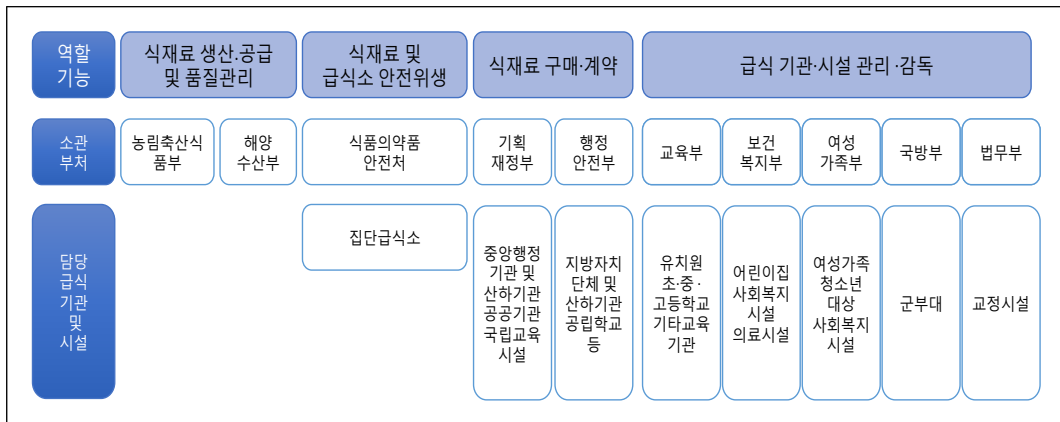 역할
기능
식재료 생산.공급
및 품질관리
식재료 및
급식소 안전위생
식재료 구매·계약
급식 기관·시설 관리 ·감독
소관
부처
농림축산식
품부
해양
수산부
식품의약품
안전처
기획
재정부
행정
안전부
교육부
보건
복지부
여성
가족부
국방부
법무부
담당
급식
기관
및
시설
집단급식소
중앙행정
기관 및
산하기관
공공기관
국립교육
시설
지방자치
단체 및
산하기관
공립학교
등
유치원
초·중·
고등학교
기타교육
기관
어린이집
사회복지
시설
의료시설
여성가족
청소년
대상
사회복지
시설
군부대
교정시설